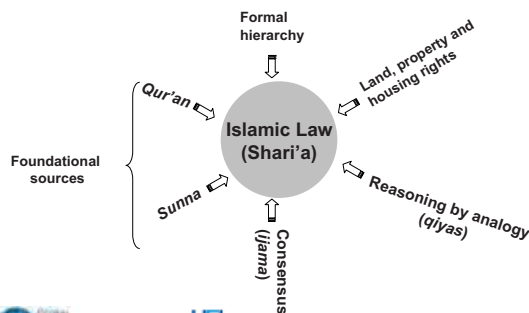 Formal
hierarchy
Land, property and
housing rights
Qur'an
Islamic Law
(Shari'a)
Foundational
sources
Sunna
Reasoning by analogy
(qiyas)
Consensus
(ijama)